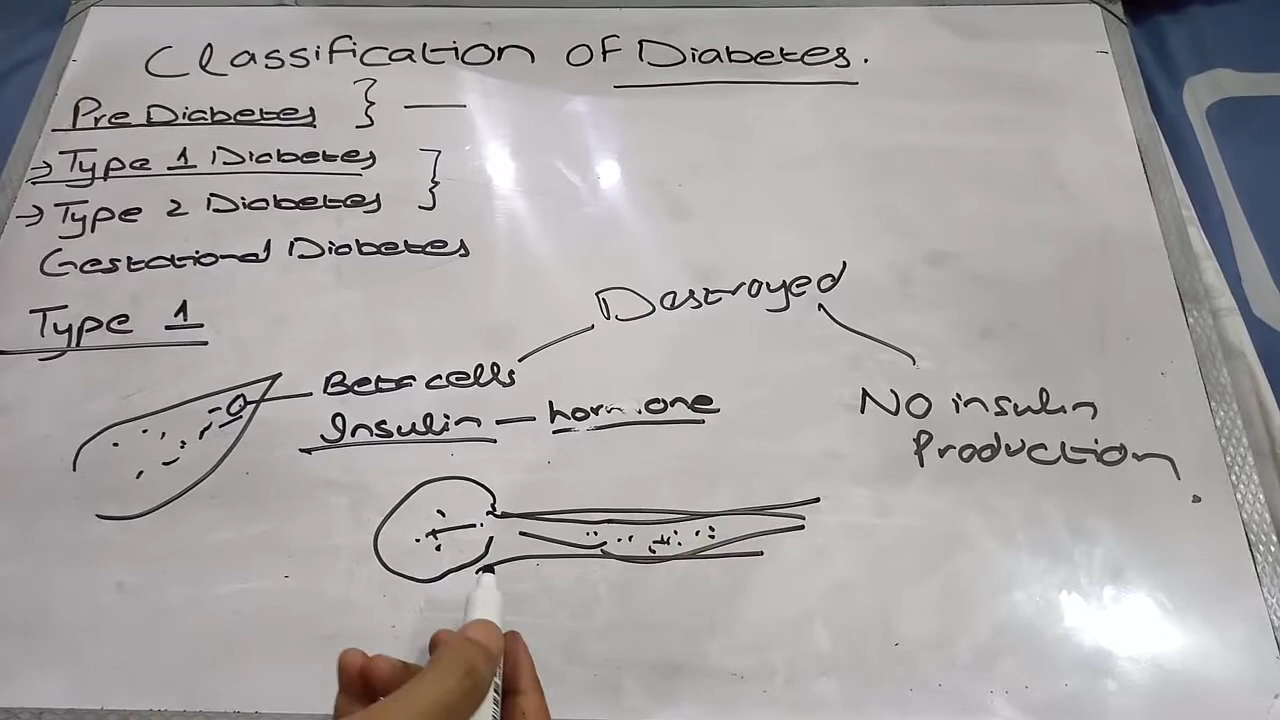 Classification of Diabetes.
Pre Diabetes
Type 1 Diabetes
Type 2 Diabetes
Gestational Diabetes
Type 1
Destroyed
Beta cells
Insulin — hormone
No insulin
Production.